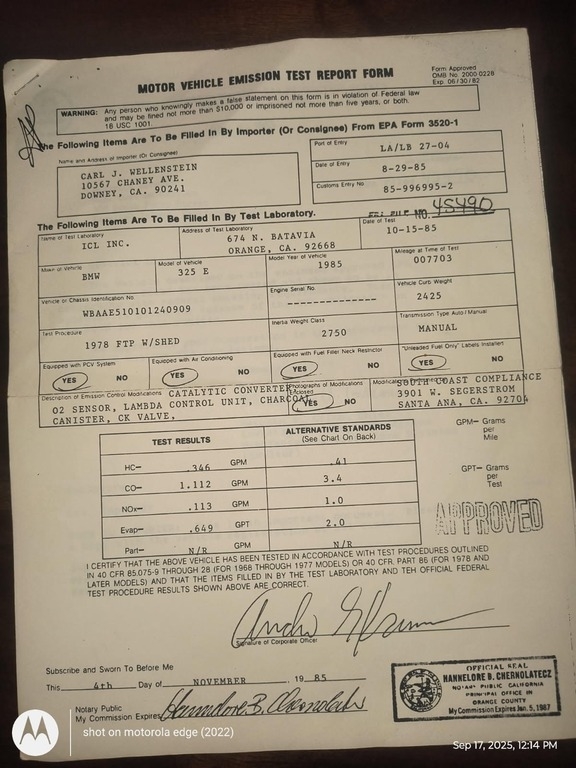 MOTOR VEHICLE EMISSION TEST REPORT FORM
Form Approved
OMB No. 2000-0228
Exp. 06/30/82
WARNING: Any person who knowingly makes a false statement on this form is in violation of Federal law
and may be fined not more than $10,000 or imprisoned not more than five years, or both.
18 USC 1001.
The Following Items Are To Be Filled In By Importer (Or Consignee) From EPA Form 3520-1
Name and Address of Importer (Or Consignee)
CARL J. WELLENSTEIN
10567 CHANEY AVE.
DOWNEY, CA. 90241
Port of Entry
LA/LB 27-04
Date of Entry
8-29-85
Customs Entry No
85-996995-2
The Following Items Are To Be Filled In By Test Laboratory.
FILE NO. 45490
Name of Test Laboratory
ICL INC.
Address of Test Laboratory
674 N. BATAVIA
ORANGE, CA. 92668
Date of Test
10-15-85
Make of Vehicle
BMW
Model of Vehicle
325 E
Model Year of Vehicle
1985
Mileage at Time of Test
007703
Vehicle or Chassis Identification No.
WBAAE510101240909
Engine Serial No.
---------------
Vehicle Curb Weight
2425
Test Procedure
1978 FTP W/SHED
Inertia Weight Class
2750
Transmission Type Auto/Manual
MANUAL
Equipped with PCV System
YES NO
Equipped with Air Conditioning
YES NO
Equipped with Fuel Filler Neck Restrictor
YES NO
"Unleaded Fuel Only" Labels Installed
YES NO
Description of Emission Control Modifications CATALYTIC CONVERTER
O2 SENSOR, LAMBDA CONTROL UNIT, CHARCOAL
CANISTER, CK VALVE.
Photographs of Modifications
Enclosed
YES NO
SOUTH COAST COMPLIANCE
3901 W. SEGERSTROM
SANTA ANA, CA. 92704
TEST RESULTS
ALTERNATIVE STANDARDS
(See Chart On Back)
HC— .346 GPM .41
CO— 1.112 GPM 3.4
NOx— .113 GPM 1.0
Evap— .649 GPT 2.0
Part— N/R GPM N/R
GPM— Grams
per
Mile
GPT— Grams
per
Test
APPROVED
I CERTIFY THAT THE ABOVE VEHICLE HAS BEEN TESTED IN ACCORDANCE WITH TEST PROCEDURES OUTLINED
IN 40 CFR 85.075-9 THROUGH 28 (FOR 1968 THROUGH 1977 MODELS) OR 40 CFR, PART 86 (FOR 1978 AND
LATER MODELS) AND THAT THE ITEMS FILLED IN BY THE TEST LABORATORY AND TEH OFFICIAL FEDERAL
TEST PROCEDURE RESULTS SHOWN ABOVE ARE CORRECT.
Signature of Corporate Officer
Subscribe and Sworn To Before Me
This 4th Day of NOVEMBER , 19 85
Notary Public
My Commission Expires Hannelore B. Chernolatecz
OFFICIAL SEAL
HANNELORE B. CHERNOLATECZ
NOTARY PUBLIC CALIFORNIA
PRINCIPAL OFFICE IN
ORANGE COUNTY
My Commission Expires Jan. 5, 1987
shot on motorola edge (2022)
Sep 17, 2025, 12:14 PM